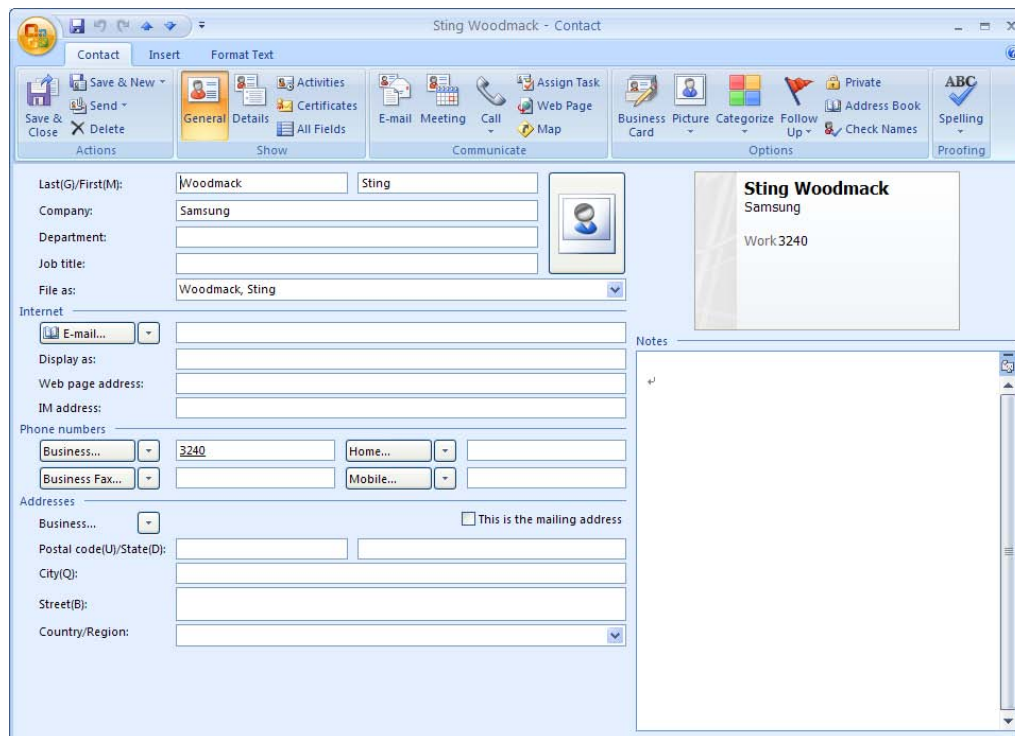 Sting Woodmack - Contact
Contact Insert Format Text
Save & Close
Save & New
Send
Delete
Actions
General
Details
Activities
Certificates
All Fields
Show
E-mail
Meeting
Call
Assign Task
Web Page
Map
Communicate
Business Card
Picture
Categorize
Follow Up
Private
Address Book
Check Names
Options
ABC
Spelling
Proofing
Last(G)/First(M): Woodmack Sting
Company: Samsung
Department:
Job title:
File as: Woodmack, Sting
Sting Woodmack
Samsung
Work 3240
Internet
E-mail...
Display as:
Web page address:
IM address:
Phone numbers
Business... 3240 Home...
Business Fax... Mobile...
Addresses
Business... This is the mailing address
Postal code(U)/State(D):
City(Q):
Street(B):
Country/Region:
Notes